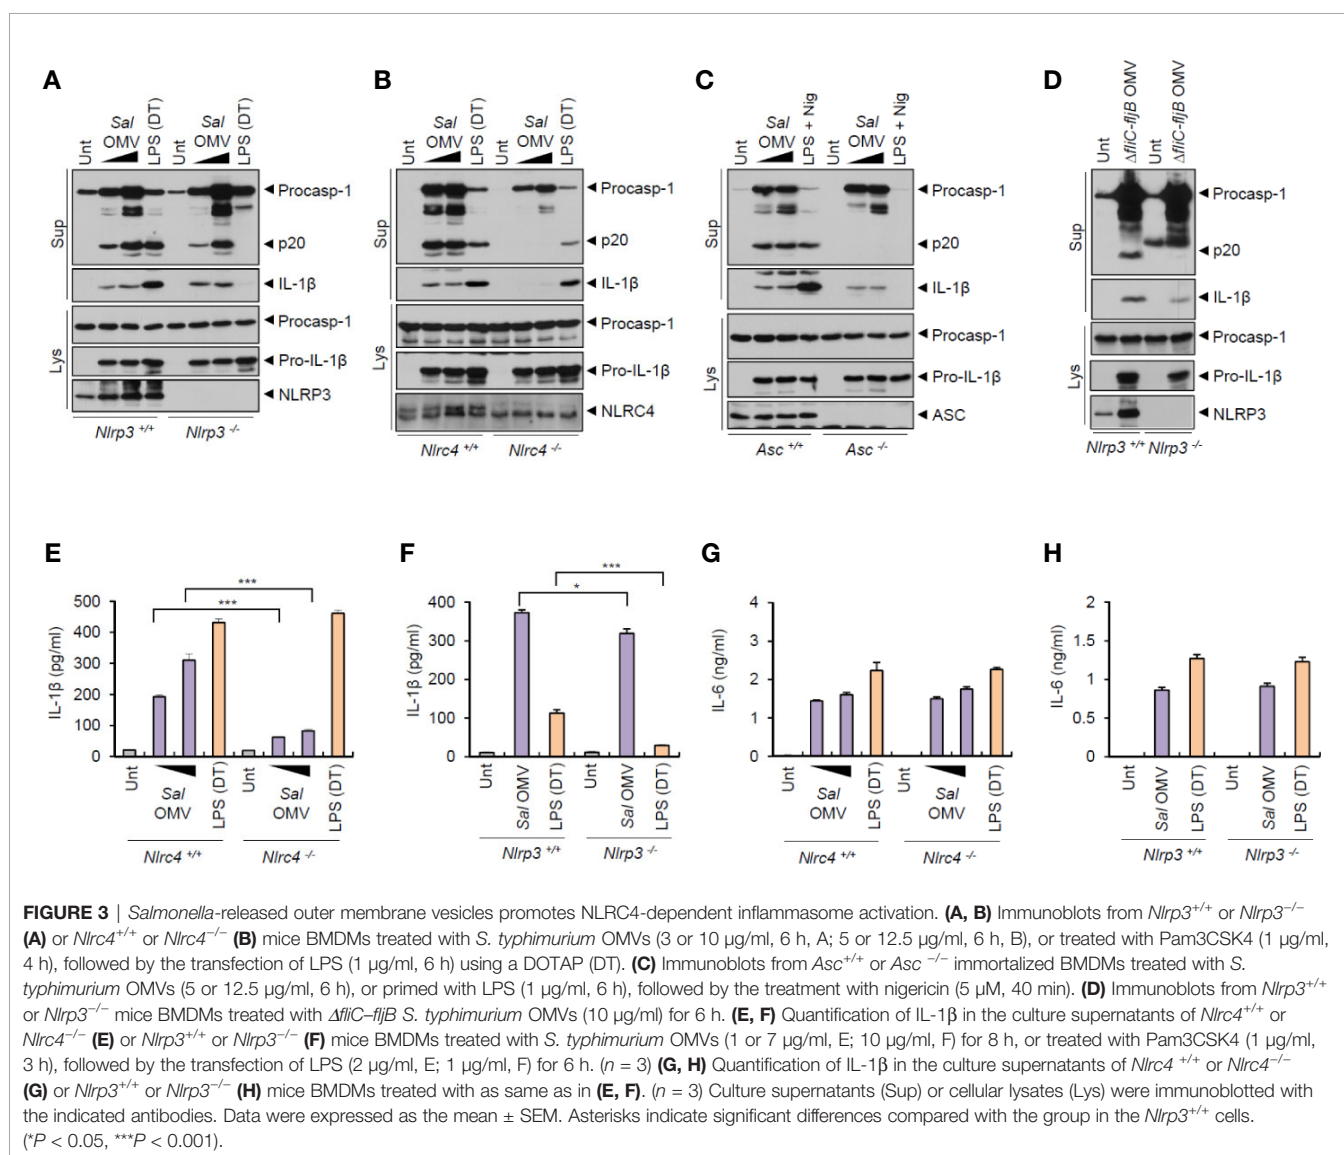 A
B
C
D
Unt
Sal
OMV
LPS (DT)
Unt
Sal
OMV
LPS (DT)
Sup
Procasp-1
p20
IL-1β
Lys
Procasp-1
Pro-IL-1β
NLRP3
Nlrp3 +/+
Nlrp3 -/-
Unt
Sal
OMV
LPS (DT)
Unt
Sal
OMV
LPS (DT)
Sup
Procasp-1
p20
IL-1β
Lys
Procasp-1
Pro-IL-1β
NLRC4
Nlrc4 +/+
Nlrc4 -/-
Unt
Sal
OMV
LPS + Nig
Unt
Sal
OMV
LPS + Nig
Sup
Procasp-1
p20
IL-1β
Lys
Procasp-1
Pro-IL-1β
ASC
Asc +/+
Asc -/-
Unt
ΔfliC-fljB OMV
Unt
ΔfliC-fljB OMV
Sup
Procasp-1
p20
IL-1β
Lys
Procasp-1
Pro-IL-1β
NLRP3
Nlrp3 +/+ Nlrp3 -/-
E
F
G
H
***
***
IL-1β (pg/ml)
500
400
300
200
100
0
Unt
Sal
OMV
LPS (DT)
Unt
Sal
OMV
LPS (DT)
Nlrc4 +/+
Nlrc4 -/-
***
*
IL-1β (pg/ml)
400
300
200
100
0
Unt
Sal OMV
LPS (DT)
Unt
Sal OMV
LPS (DT)
Nlrp3 +/+
Nlrp3 -/-
IL-6 (ng/ml)
4
3
2
1
0
Unt
Sal
OMV
LPS (DT)
Unt
Sal
OMV
LPS (DT)
Nlrc4 +/+
Nlrc4 -/-
IL-6 (ng/ml)
2
1.5
1
0.5
0
Unt
Sal OMV
LPS (DT)
Unt
Sal OMV
LPS (DT)
Nlrp3 +/+
Nlrp3 -/-
FIGURE 3 | Salmonella-released outer membrane vesicles promotes NLRC4-dependent inflammasome activation. (A, B) Immunoblots from Nlrp3+/+ or Nlrp3−/−
(A) or Nlrc4+/+ or Nlrc4−/− (B) mice BMDMs treated with S. typhimurium OMVs (3 or 10 µg/ml, 6 h, A; 5 or 12.5 µg/ml, 6 h, B), or treated with Pam3CSK4 (1 µg/ml,
4 h), followed by the transfection of LPS (1 µg/ml, 6 h) using a DOTAP (DT). (C) Immunoblots from Asc+/+ or Asc −/− immortalized BMDMs treated with S.
typhimurium OMVs (5 or 12.5 µg/ml, 6 h), or primed with LPS (1 µg/ml, 6 h), followed by the treatment with nigericin (5 µM, 40 min). (D) Immunoblots from Nlrp3+/+
or Nlrp3−/− mice BMDMs treated with ΔfliC–fljB S. typhimurium OMVs (10 µg/ml) for 6 h. (E, F) Quantification of IL-1β in the culture supernatants of Nlrc4+/+ or
Nlrc4−/− (E) or Nlrp3+/+ or Nlrp3−/− (F) mice BMDMs treated with S. typhimurium OMVs (1 or 7 µg/ml, E; 10 µg/ml, F) for 8 h, or treated with Pam3CSK4 (1 µg/ml,
3 h), followed by the transfection of LPS (2 µg/ml, E; 1 µg/ml, F) for 6 h. (n = 3) (G, H) Quantification of IL-1β in the culture supernatants of Nlrc4 +/+ or Nlrc4−/−
(G) or Nlrp3+/+ or Nlrp3−/− (H) mice BMDMs treated with as same as in (E, F). (n = 3) Culture supernatants (Sup) or cellular lysates (Lys) were immunoblotted with
the indicated antibodies. Data were expressed as the mean ± SEM. Asterisks indicate significant differences compared with the group in the Nlrp3+/+ cells.
(*P < 0.05, ***P < 0.001).